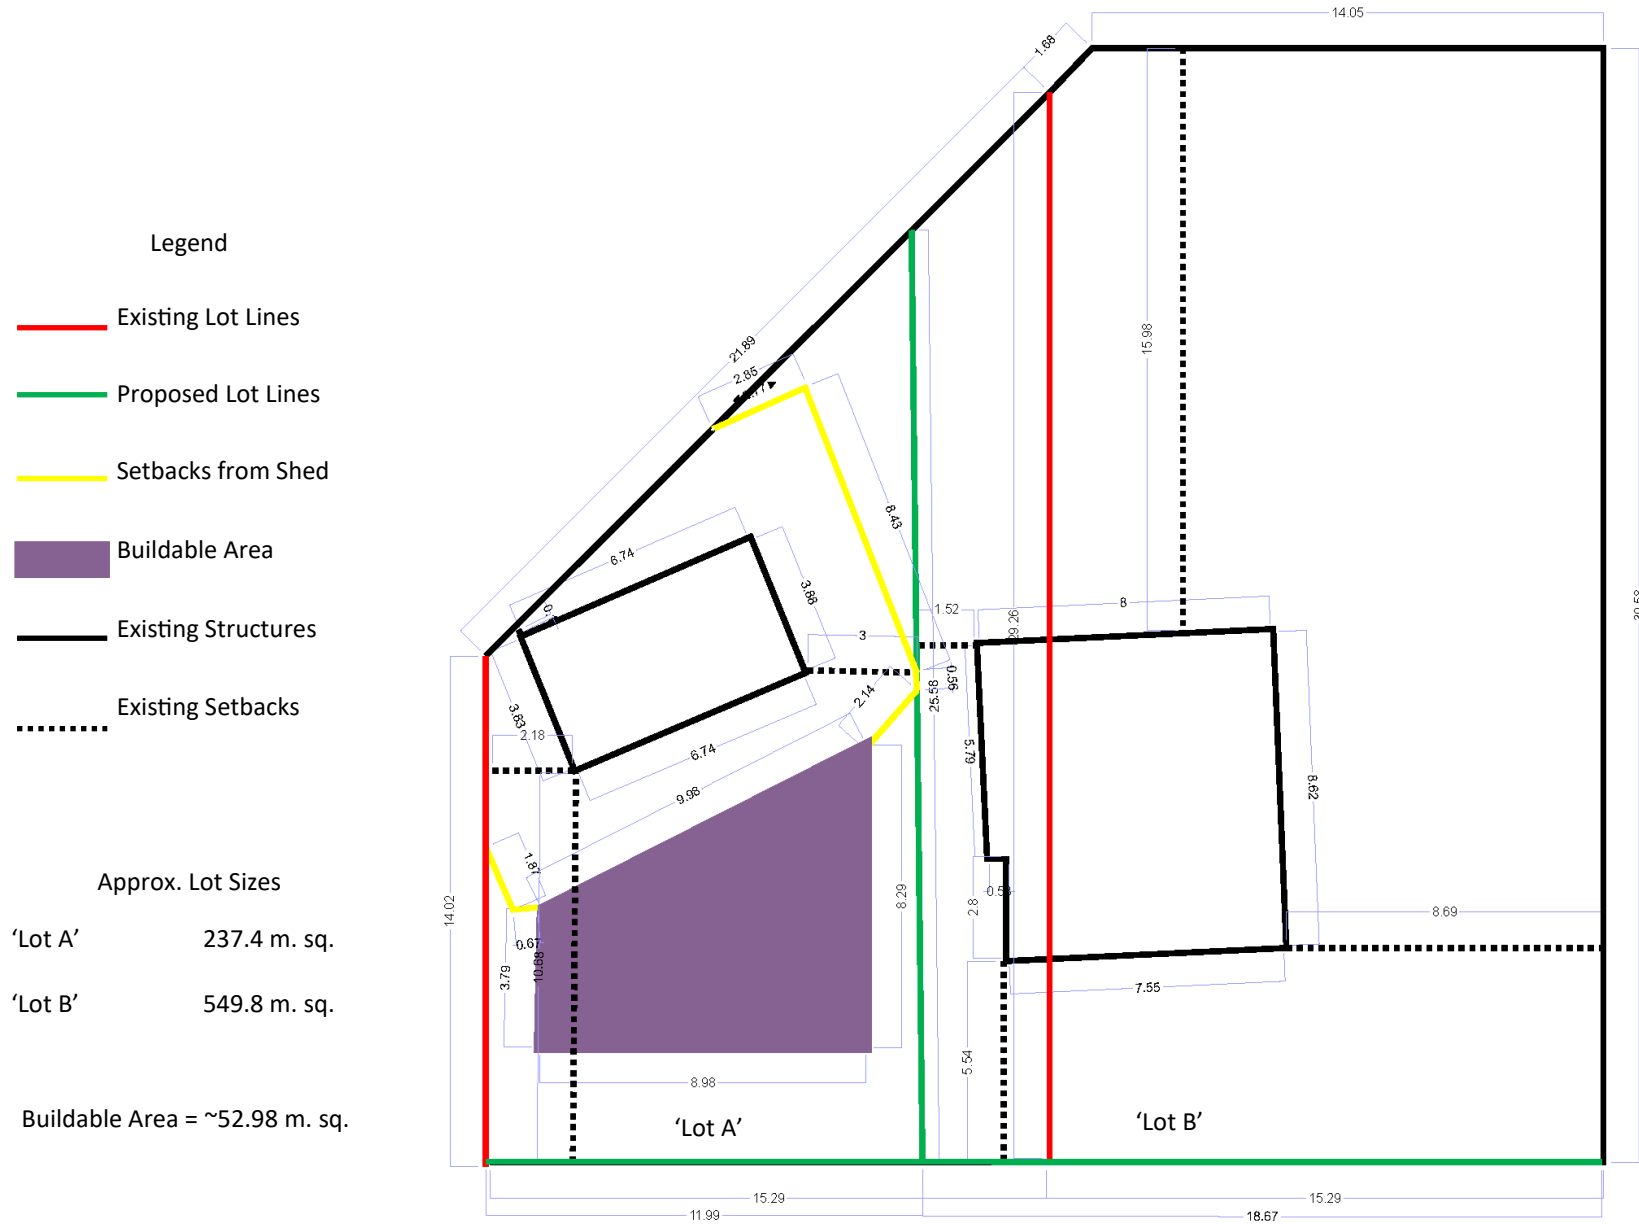 14.05
1.68
Legend
Existing Lot Lines
Proposed Lot Lines
Setbacks from Shed
Buildable Area
Existing Structures
Existing Setbacks
Approx. Lot Sizes
‘Lot A’ 237.4 m. sq.
‘Lot B’ 549.8 m. sq.
Buildable Area = ~52.98 m. sq.
21.89
2.85
15.98
8.43
6.74
3.88
3
1.52
8
29.26
0.56
25.58
2.14
3.83
2.18
6.74
9.98
5.79
8.62
1.87
14.02
8.29
2.8
8.69
0.67
3.79
10.68
7.55
5.54
8.98
‘Lot A’
‘Lot B’
15.29
15.29
11.99
18.67